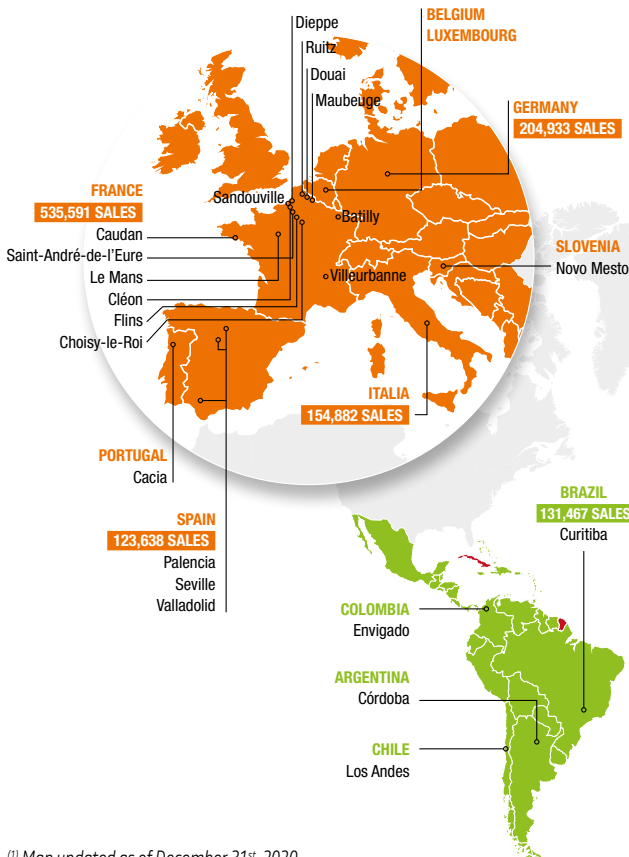 Dieppe
Ruitz
Douai
Maubeuge
BELGIUM
LUXEMBOURG
GERMANY
204,933 SALES
FRANCE
535,591 SALES
Sandouville
Batilly
Caudan
Saint-André-de-l'Eure
Le Mans
Cléon
Flins
Choisy-le-Roi
Villeurbanne
SLOVENIA
Novo Mesto
ITALIA
154,882 SALES
PORTUGAL
Cacia
SPAIN
123,638 SALES
Palencia
Seville
Valladolid
BRAZIL
131,467 SALES
Curitiba
COLOMBIA
Envigado
ARGENTINA
Córdoba
CHILE
Los Andes
(1) Map updated as of December 31st, 2020